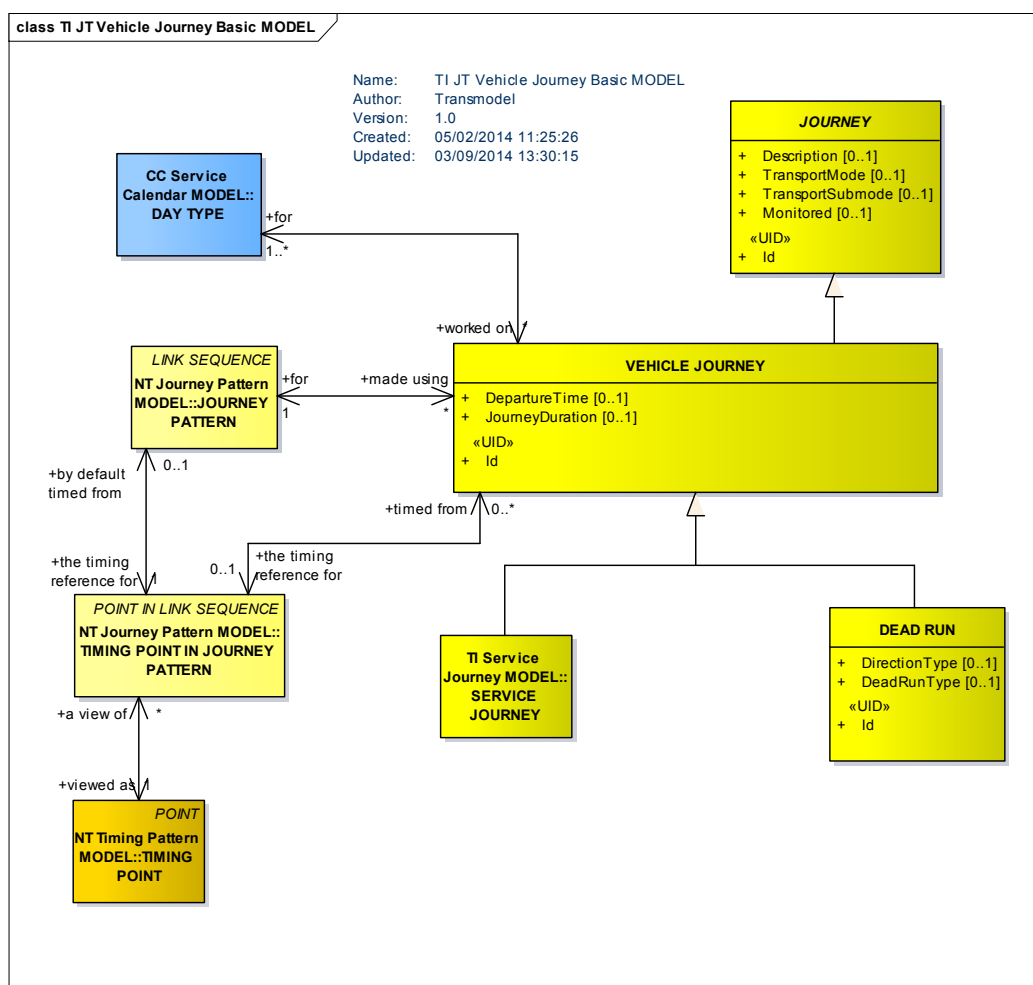 class TI JT Vehicle Journey Basic MODEL
Name: TI JT Vehicle Journey Basic MODEL
Author: Transmodel
Version: 1.0
Created: 05/02/2014 11:25:26
Updated: 03/09/2014 13:30:15
JOURNEY
+ Description [0..1]
+ TransportMode [0..1]
+ TransportSubmode [0..1]
+ Monitored [0..1]
«UID»
+ Id
CC Service
Calendar MODEL::
DAY TYPE
+for
1..*
+worked on *
LINK SEQUENCE
NT Journey Pattern
MODEL::JOURNEY
PATTERN
+for
1
+made using
*
VEHICLE JOURNEY
+ DepartureTime [0..1]
+ JourneyDuration [0..1]
«UID»
+ Id
+by default
timed from
0..1
+timed from
0..*
+the timing
reference for
1
0..1
+the timing
reference for
POINT IN LINK SEQUENCE
NT Journey Pattern MODEL::
TIMING POINT IN JOURNEY
PATTERN
TI Service
Journey MODEL::
SERVICE
JOURNEY
DEAD RUN
+ DirectionType [0..1]
+ DeadRunType [0..1]
«UID»
+ Id
+a view of
*
+viewed as
1
POINT
NT Timing Pattern
MODEL::TIMING
POINT